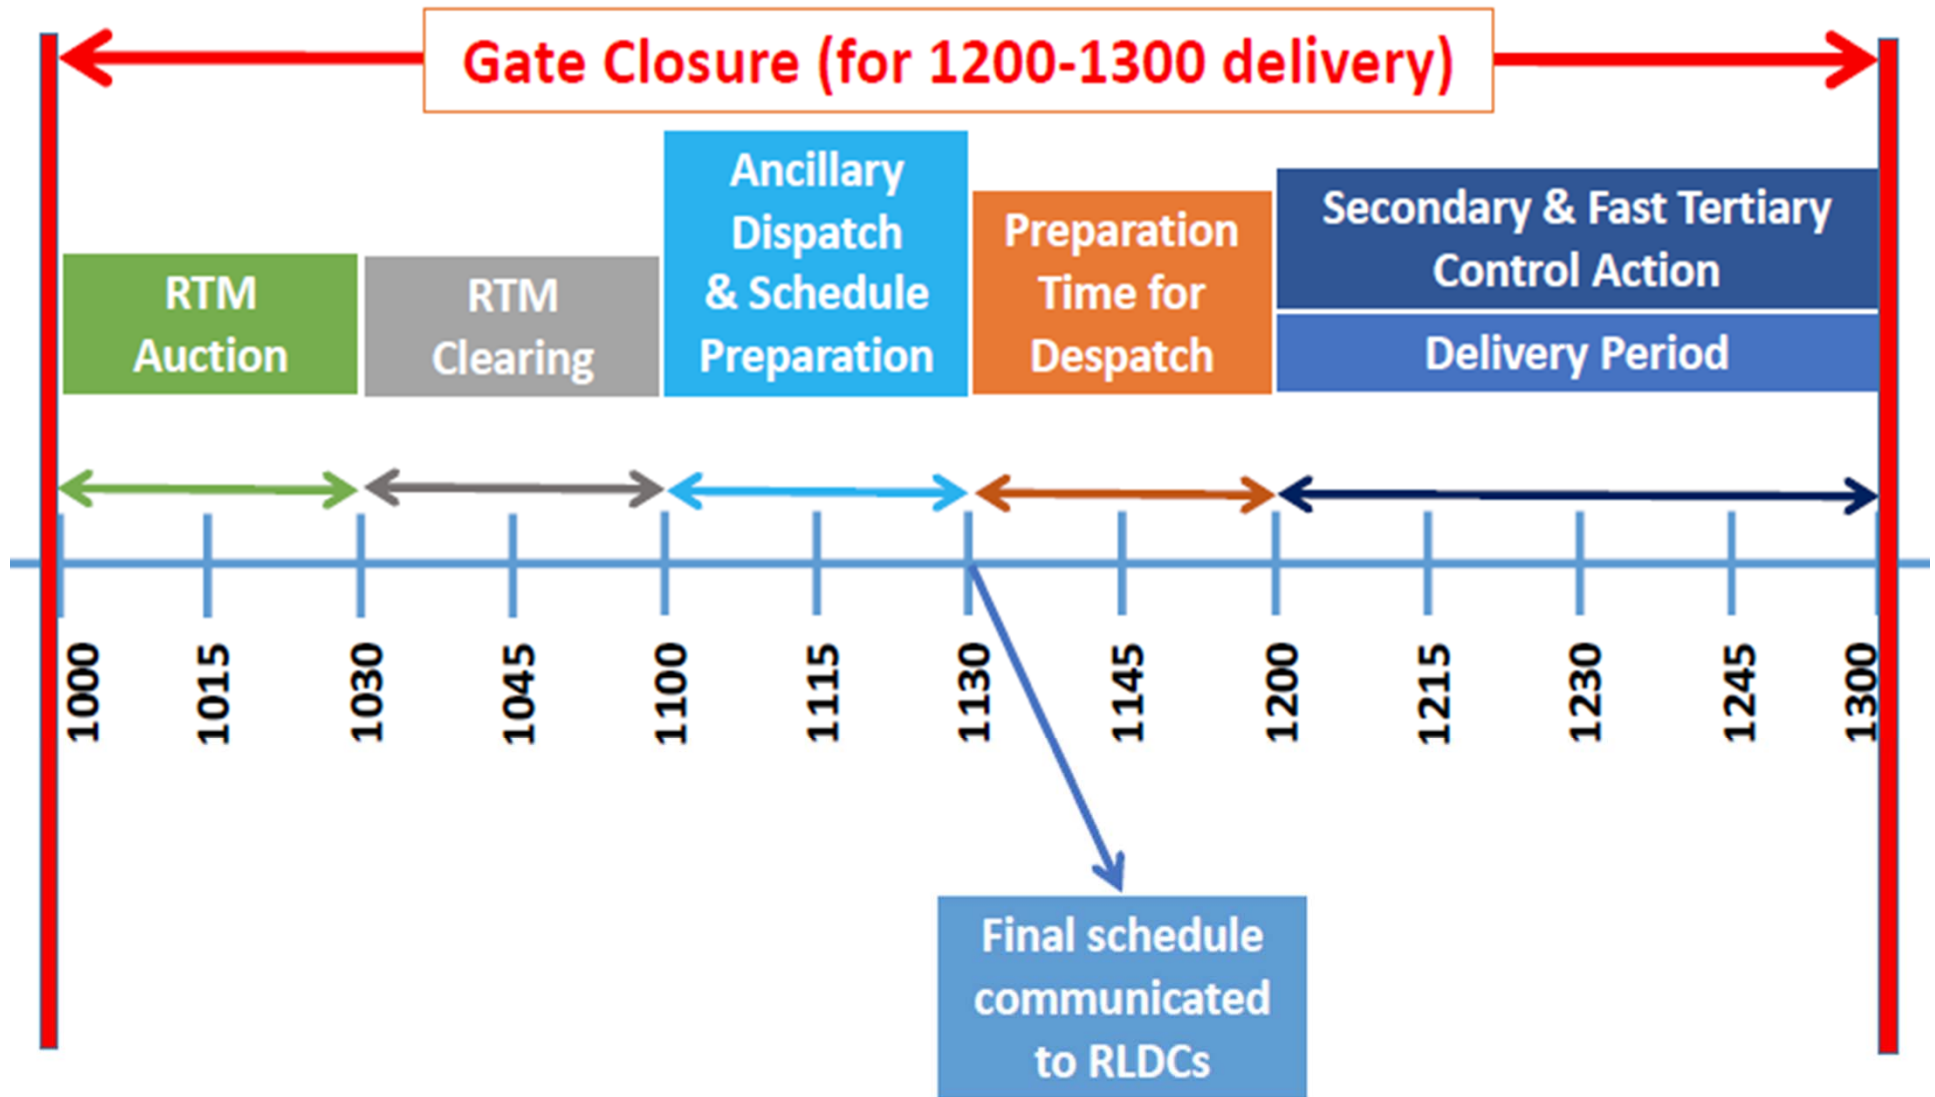 Gate Closure (for 1200-1300 delivery)
RTM
Auction
RTM
Clearing
Ancillary
Dispatch
& Schedule
Preparation
Preparation
Time for
Despatch
Secondary & Fast Tertiary
Control Action
Delivery Period
1000
1015
1030
1045
1100
1115
1130
1145
1200
1215
1230
1245
1300
Final schedule
communicated
to RLDCs